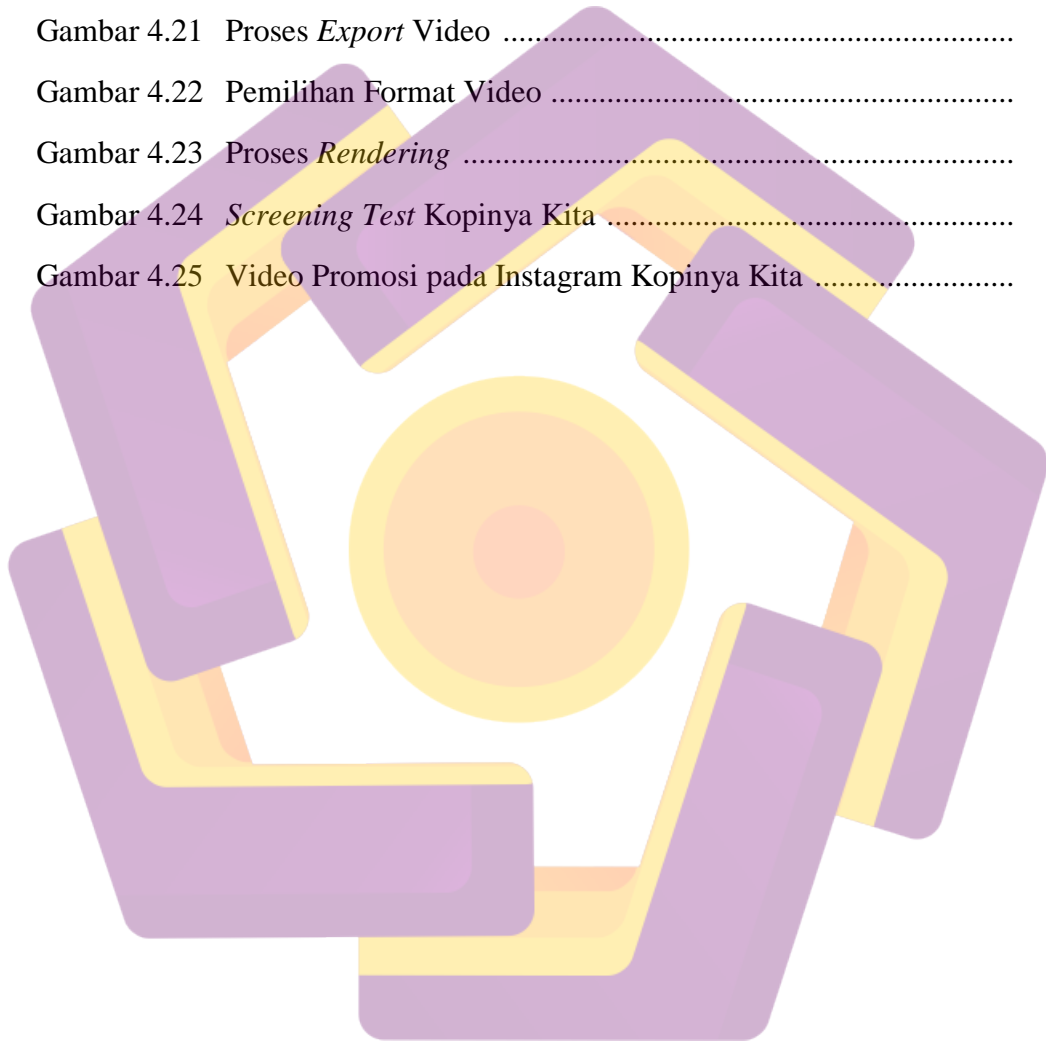 Gambar 4.21 Proses Export Video ..................................................................
Gambar 4.22 Pemilihan Format Video ............................................................
Gambar 4.23 Proses Rendering .......................................................................
Gambar 4.24 Screening Test Kopinya Kita .....................................................
Gambar 4.25 Video Promosi pada Instagram Kopinya Kita ..........................